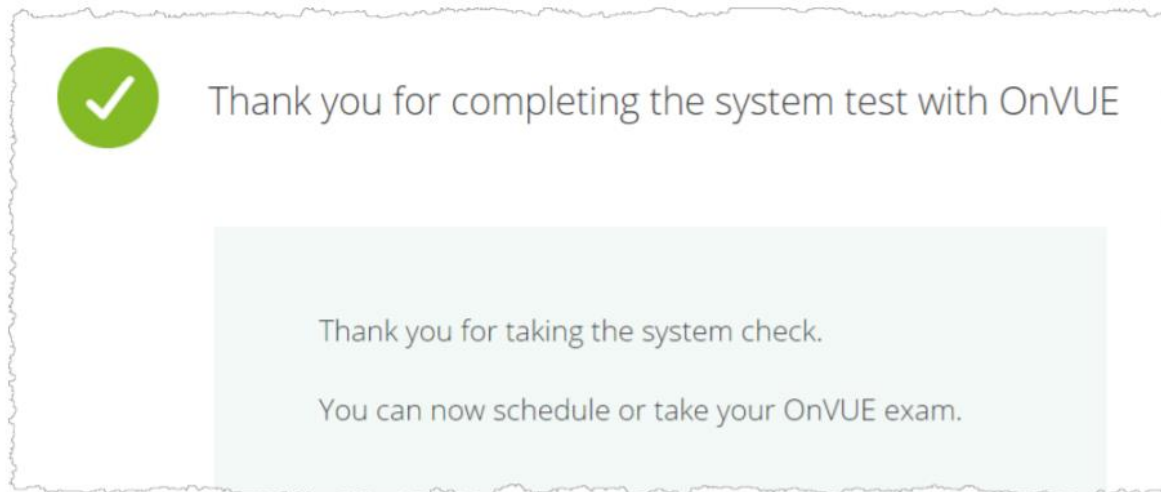 Thank you for completing the system test with OnVUE
Thank you for taking the system check.
You can now schedule or take your OnVUE exam.